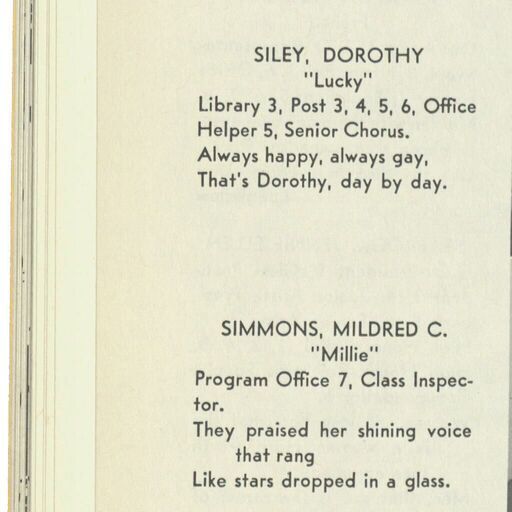 SILEY, DOROTHY
"Lucky"
Library 3, Post 3, 4, 5, 6, Office
Helper 5, Senior Chorus.
Always happy, always gay,
That's Dorothy, day by day.
SIMMONS, MILDRED C.
"Millie"
Program Office 7, Class Inspec-
tor.
They praised her shining voice
that rang
Like stars dropped in a glass.